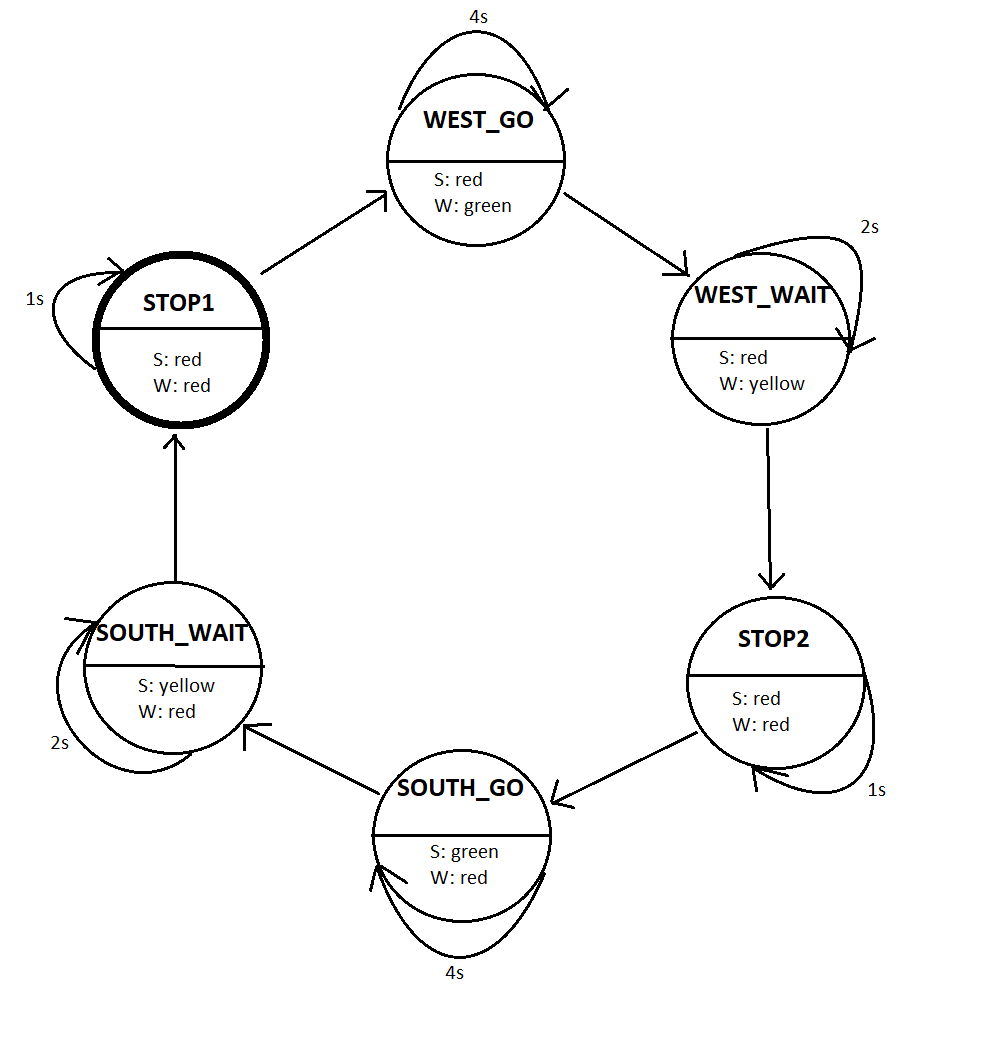 4s
WEST_GO
S: red
W: green
2s
WEST_WAIT
S: red
W: yellow
1s
STOP1
S: red
W: red
STOP2
S: red
W: red
1s
SOUTH_WAIT
S: yellow
W: red
2s
SOUTH_GO
S: green
W: red
4s